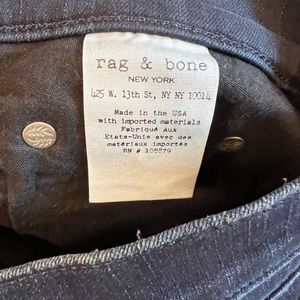 rag & bone
NEW YORK
425 W. 13th St, NY NY 10014
Made in the USA
with imported materials
Fabriqué Aux
Etats-Unis avec des
matériaux importés
RN # 108879